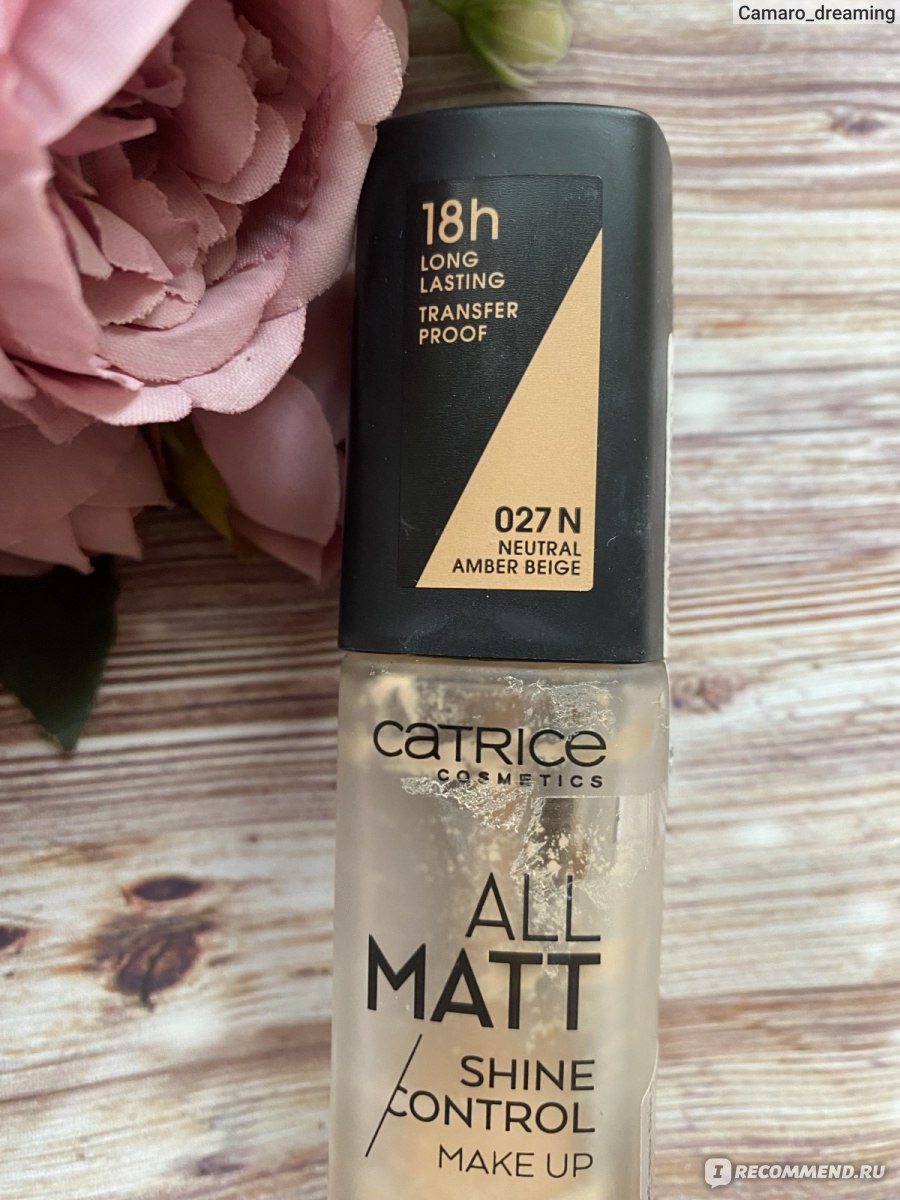 Camaro_dreaming
18h
LONG
LASTING
TRANSFER
PROOF
027 N
NEUTRAL
AMBER BEIGE
CATRICE
COSMETICS
ALL
MATT
SHINE
CONTROL
MAKE UP
IRECOMMEND.RU